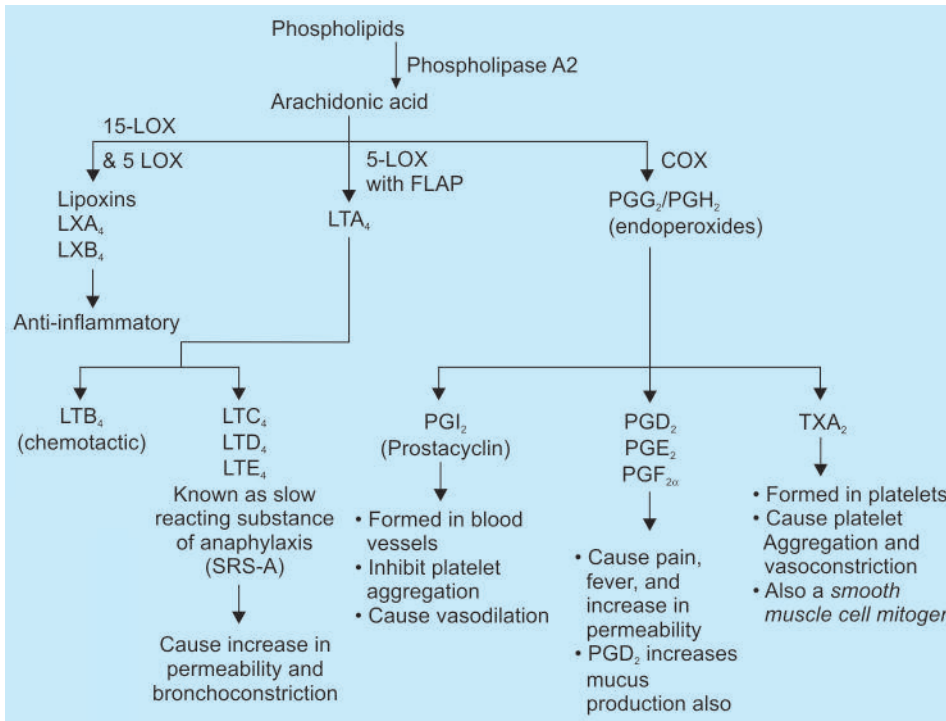 Phospholipids
Phospholipase A2
Arachidonic acid
15-LOX
& 5 LOX
5-LOX
with FLAP
COX
Lipoxins
LXA₄
LXB₄
LTA₄
PGG₂/PGH₂
(endoperoxides)
Anti-inflammatory
LTB₄
(chemotactic)
LTC₄
LTD₄
LTE₄
Known as slow
reacting substance
of anaphylaxis
(SRS-A)
Cause increase in
permeability and
bronchoconstriction
PGI₂
(Prostacyclin)
• Formed in blood
vessels
• Inhibit platelet
aggregation
• Cause vasodilation
PGD₂
PGE₂
PGF₂α
• Cause pain,
fever, and
increase in
permeability
• PGD₂ increases
mucus
production also
TXA₂
• Formed in platelets
• Cause platelet
Aggregation and
vasoconstriction
• Also a smooth
muscle cell mitogen